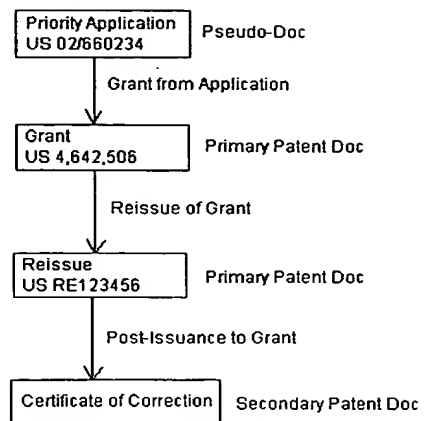 Priority Application
US 02/660234
Pseudo-Doc
Grant from Application
Grant
US 4,642,506
Primary Patent Doc
Reissue of Grant
Reissue
US RE123456
Primary Patent Doc
Post-Issuance to Grant
Certificate of Correction
Secondary Patent Doc